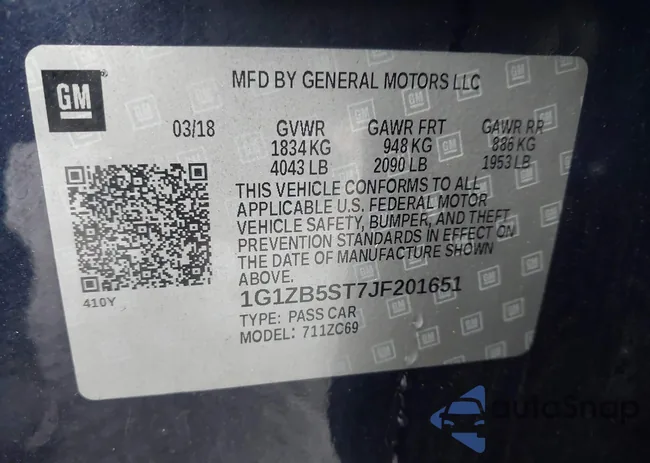 MFD BY GENERAL MOTORS LLC
GM
03/18 GVWR GAWR FRT GAWR RR
1834 KG 948 KG 886 KG
4043 LB 2090 LB 1953 LB
THIS VEHICLE CONFORMS TO ALL
APPLICABLE U.S. FEDERAL MOTOR
VEHICLE SAFETY, BUMPER, AND THEFT
PREVENTION STANDARDS IN EFFECT ON
THE DATE OF MANUFACTURE SHOWN
ABOVE.
410Y
1G1ZB5ST7JF201651
TYPE: PASS CAR
MODEL: 711ZC69
autoSnap